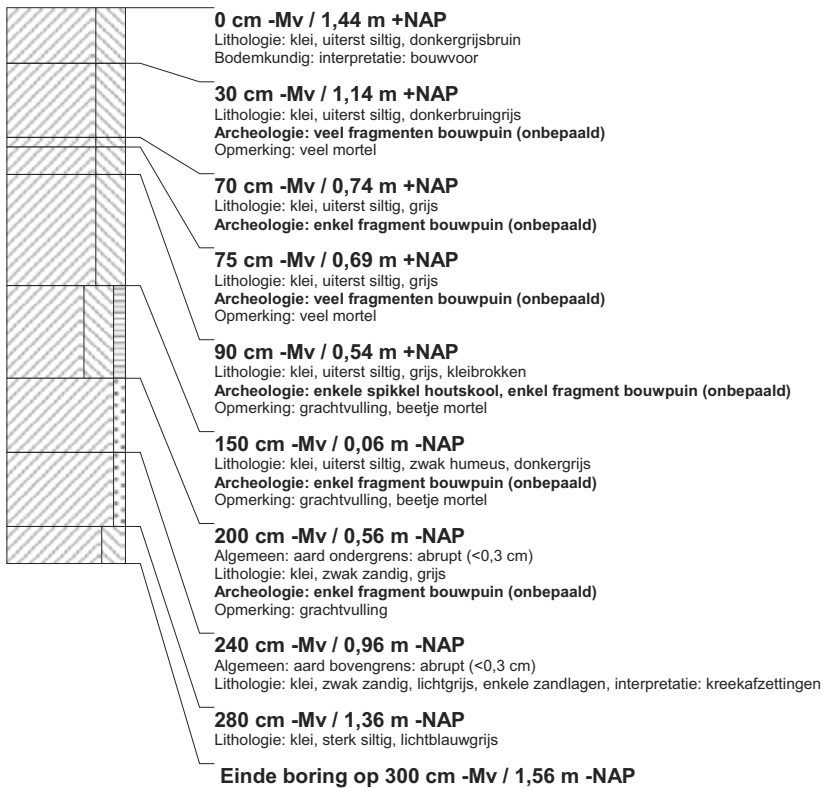 0 cm -Mv / 1,44 m +NAP
Lithologie: klei, uiterst siltig, donkergrijsbruin
Bodemkundig: interpretatie: bouwvoor
30 cm -Mv / 1,14 m +NAP
Lithologie: klei, uiterst siltig, donkerbruingrijs
Archeologie: veel fragmenten bouwpuin (onbepaald)
Opmerking: veel mortel
70 cm -Mv / 0,74 m +NAP
Lithologie: klei, uiterst siltig, grijs
Archeologie: enkel fragment bouwpuin (onbepaald)
75 cm -Mv / 0,69 m +NAP
Lithologie: klei, uiterst siltig, grijs
Archeologie: veel fragmenten bouwpuin (onbepaald)
Opmerking: veel mortel
90 cm -Mv / 0,54 m +NAP
Lithologie: klei, uiterst siltig, grijs, kleibrokken
Archeologie: enkele spikkel houtskool, enkel fragment bouwpuin (onbepaald)
Opmerking: grachtvulling, beetje mortel
150 cm -Mv / 0,06 m -NAP
Lithologie: klei, uiterst siltig, zwak humeus, donkergrijs
Archeologie: enkel fragment bouwpuin (onbepaald)
Opmerking: grachtvulling, beetje mortel
200 cm -Mv / 0,56 m -NAP
Algemeen: aard ondergrens: abrupt (<0,3 cm)
Lithologie: klei, zwak zandig, grijs
Archeologie: enkel fragment bouwpuin (onbepaald)
Opmerking: grachtvulling
240 cm -Mv / 0,96 m -NAP
Algemeen: aard bovengrens: abrupt (<0,3 cm)
Lithologie: klei, zwak zandig, lichtgrijs, enkele zandlagen, interpretatie: kreekafzettingen
280 cm -Mv / 1,36 m -NAP
Lithologie: klei, sterk siltig, lichtblauwgrijs
Einde boring op 300 cm -Mv / 1,56 m -NAP